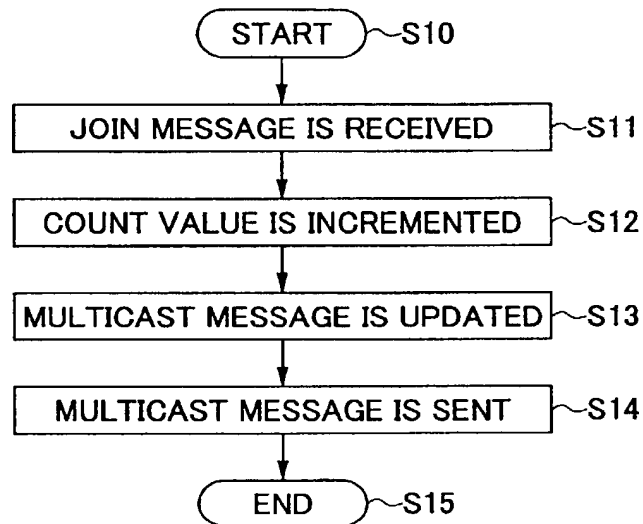 START S10
JOIN MESSAGE IS RECEIVED S11
COUNT VALUE IS INCREMENTED S12
MULTICAST MESSAGE IS UPDATED S13
MULTICAST MESSAGE IS SENT S14
END S15